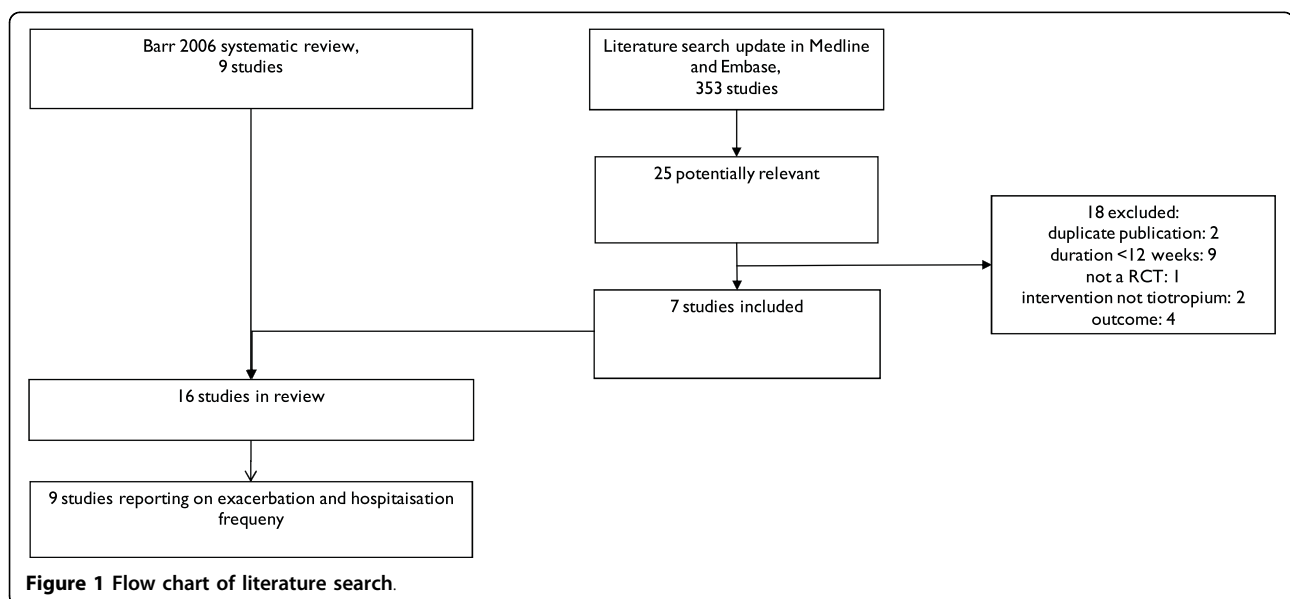 Barr 2006 systematic review,
9 studies
Literature search update in Medline
and Embase,
353 studies
25 potentially relevant
18 excluded:
duplicate publication: 2
duration <12 weeks: 9
not a RCT: 1
intervention not tiotropium: 2
outcome: 4
7 studies included
16 studies in review
9 studies reporting on exacerbation and hospitaisation
frequeny
Figure 1 Flow chart of literature search.